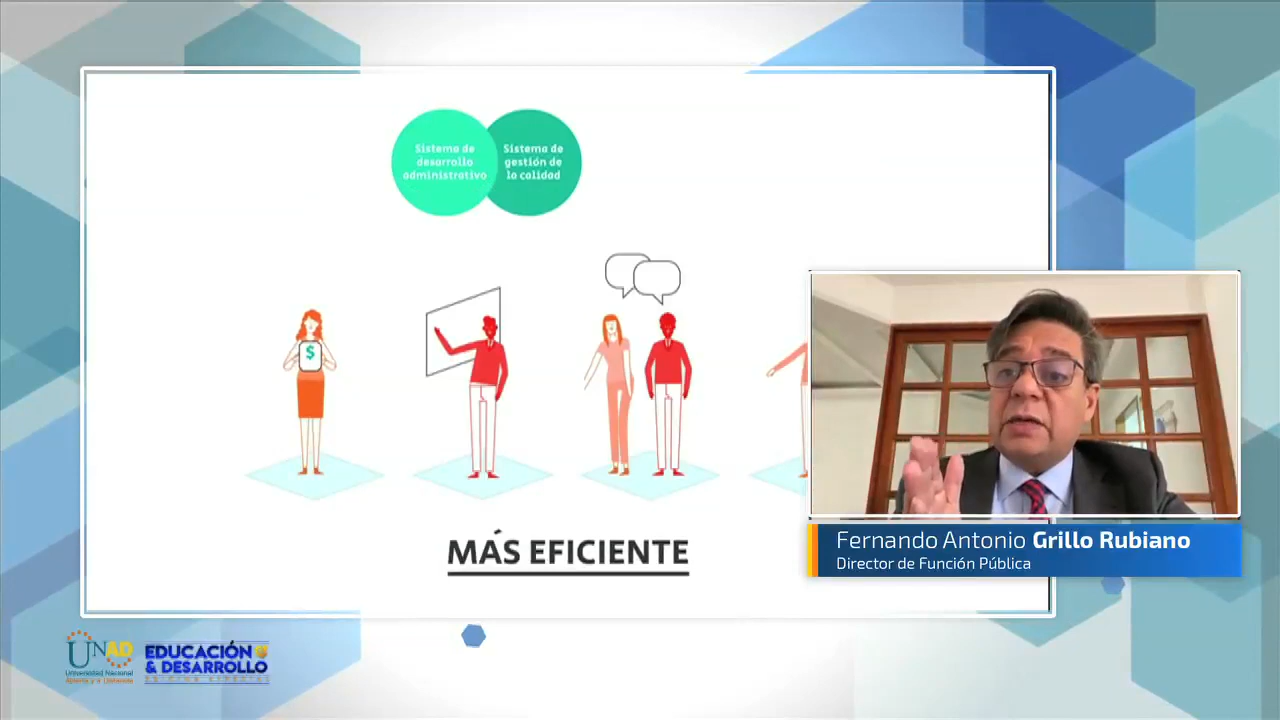 Sistema de
desarrollo
administrativo
Sistema de
gestión de
la calidad
$
MÁS EFICIENTE
Fernando Antonio Grillo Rubiano
Director de Función Pública
UNAD
Universidad Nacional
Abierta y a Distancia
EDUCACIÓN
& DESARROLLO